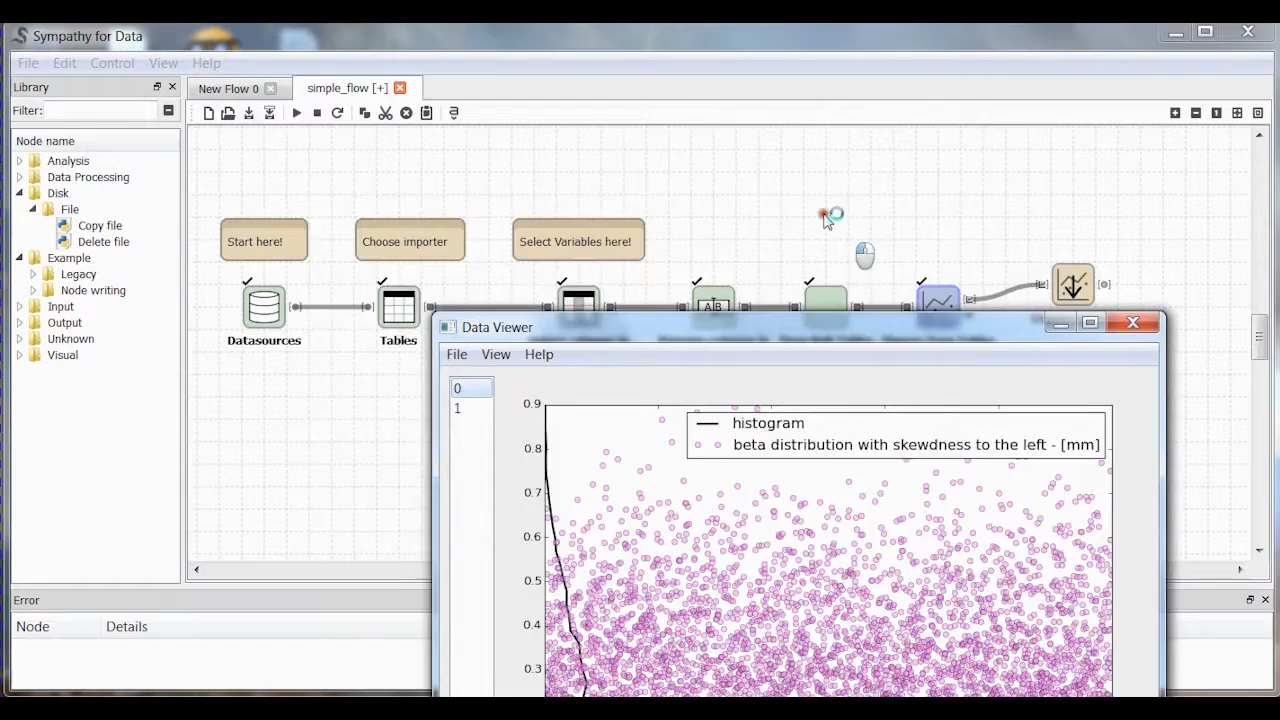 Sympathy for Data
File Edit Control View Help
Library
New Flow 0
simple_flow [+]
Filter:
Node name
Analysis
Data Processing
Disk
File
Copy file
Delete file
Example
Legacy
Node writing
Input
Output
Unknown
Visual
Start here!
Choose importer
Select Variables here!
A B
Datasources
Tables
Data Viewer
File View Help
0
1
0.9
0.8
0.7
0.6
0.5
0.4
0.3
histogram
beta distribution with skewdness to the left - [mm]
Error
Node
Details